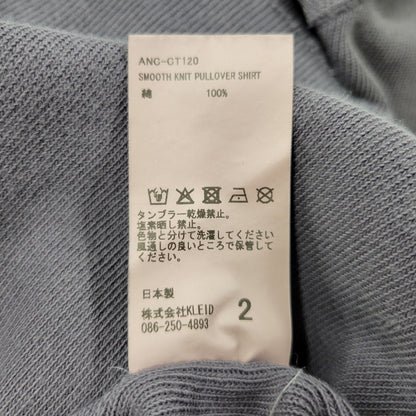 ANC-CT120
SMOOTH KNIT PULLOVER SHIRT
綿 100%
タンブラー乾燥禁止。
塩素晒し禁止。
色物と分けて洗濯してください。
風通しの良いところで保管して
ください。
日本製
株式会社KLEID
086-250-4893
2